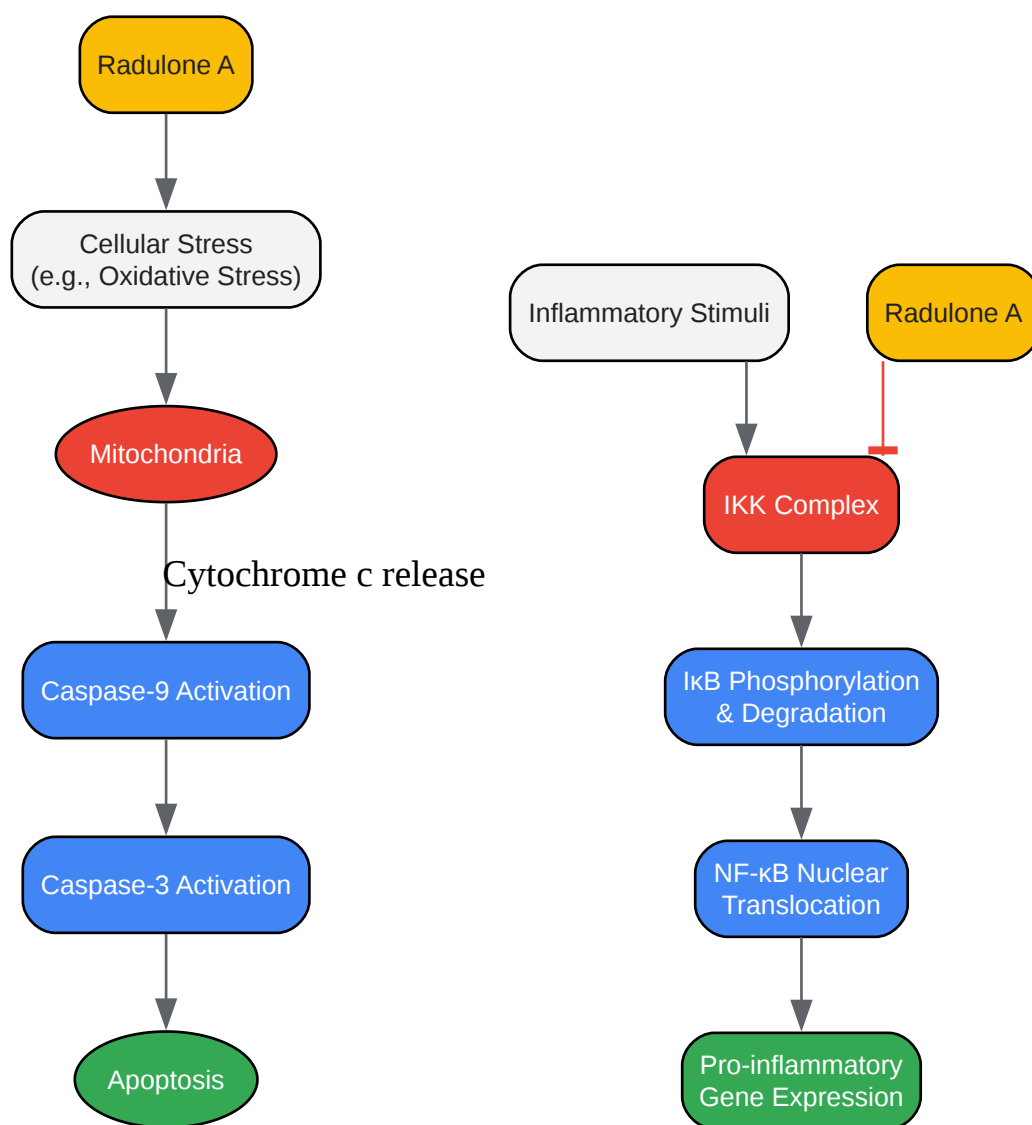 Radulone A
Cellular Stress
(e.g., Oxidative Stress)
Mitochondria
Cytochrome c release
Caspase-9 Activation
Caspase-3 Activation
Apoptosis
Inflammatory Stimuli
Radulone A
IKK Complex
IκB Phosphorylation
& Degradation
NF-κB Nuclear
Translocation
Pro-inflammatory
Gene Expression